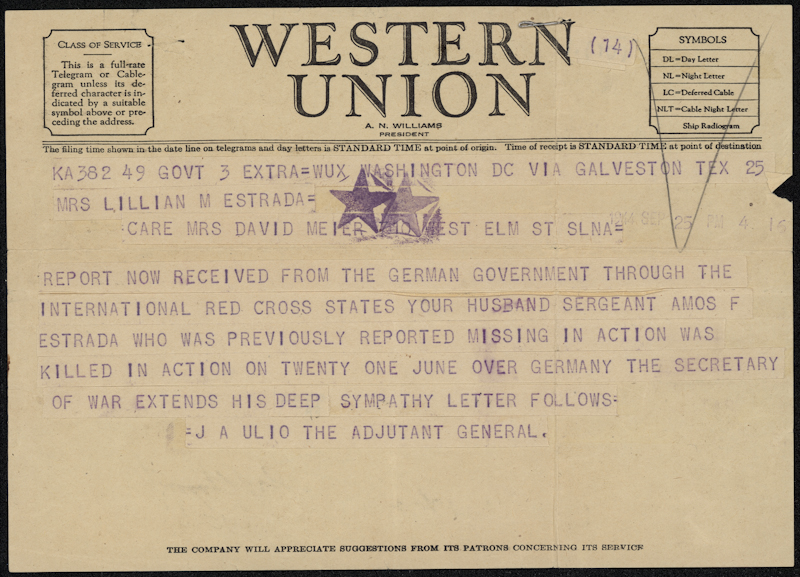 CLASS OF SERVICE
This is a full-rate
Telegram or Cable-
gram unless its de-
ferred character is in-
dicated by a suitable
symbol above or pre-
ceding the address.
WESTERN
UNION
A. N. WILLIAMS
PRESIDENT
(14)
SYMBOLS
DL=Day Letter
NL=Night Letter
LC=Deferred Cable
NLT=Cable Night Letter
Ship Radiogram
The filing time shown in the date line on telegrams and day letters is STANDARD TIME at point of origin. Time of receipt is STANDARD TIME at point of destination
KA382 49 GOVT 3 EXTRA=WUX WASHINGTON DC VIA GALVESTON TEX 25
MRS LILLIAN M ESTRADA=
CARE MRS DAVID MEIER WEST ELM ST SLNA=
1944 SEP 25 PM 4 16
REPORT NOW RECEIVED FROM THE GERMAN GOVERNMENT THROUGH THE
INTERNATIONAL RED CROSS STATES YOUR HUSBAND SERGEANT AMOS F
ESTRADA WHO WAS PREVIOUSLY REPORTED MISSING IN ACTION WAS
KILLED IN ACTION ON TWENTY ONE JUNE OVER GERMANY THE SECRETARY
OF WAR EXTENDS HIS DEEP SYMPATHY LETTER FOLLOWS=
=J A ULIO THE ADJUTANT GENERAL.
THE COMPANY WILL APPRECIATE SUGGESTIONS FROM ITS PATRONS CONCERNING ITS SERVICE